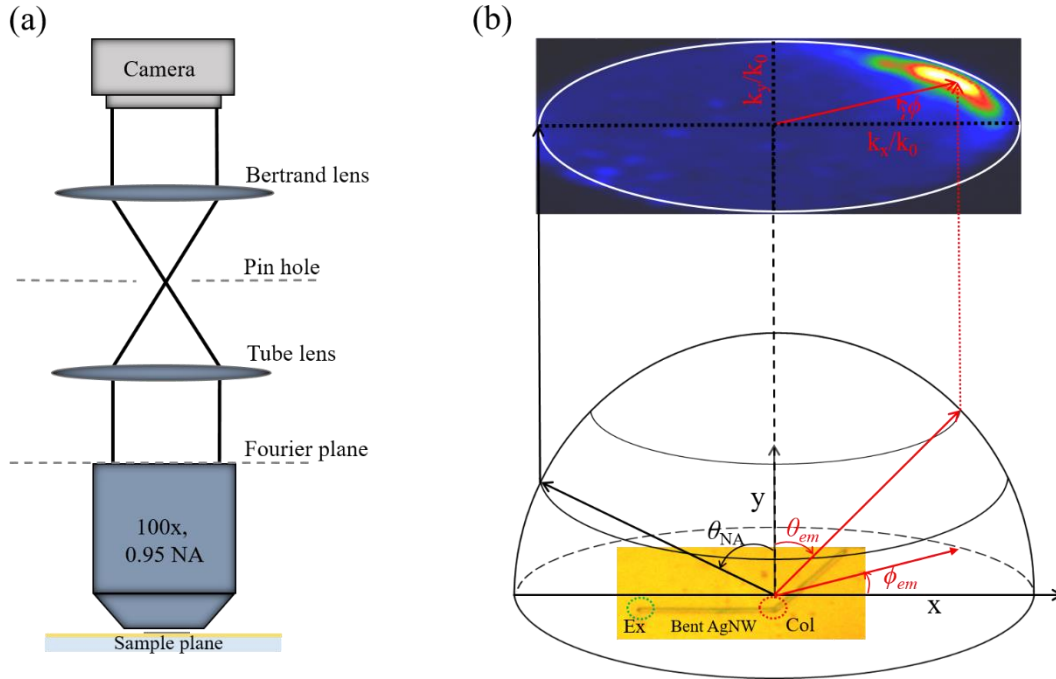 (a)
Camera
Bertrand lens
Pin hole
Tube lens
Fourier plane
100x,
0.95 NA
Sample plane
(b)
k_y/k_0
ϕ
k_x/k_0
y
θ_NA
θ_em
ϕ_em
x
Ex
Bent AgNW
Col